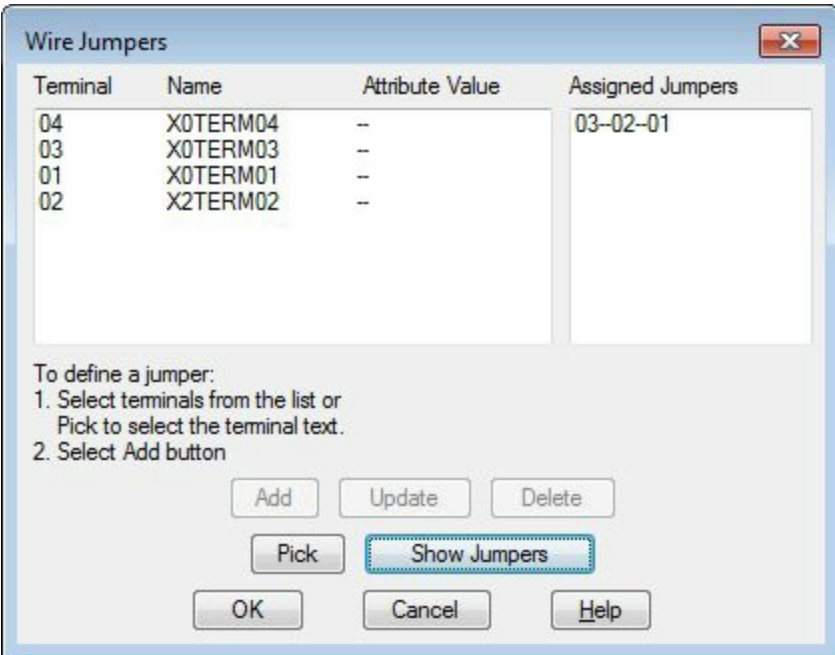 Wire Jumpers
Terminal Name Attribute Value Assigned Jumpers
04 X0TERM04 -- 03--02--01
03 X0TERM03 --
01 X0TERM01 --
02 X2TERM02 --
To define a jumper:
1. Select terminals from the list or
Pick to select the terminal text.
2. Select Add button
Add Update Delete
Pick Show Jumpers
OK Cancel Help